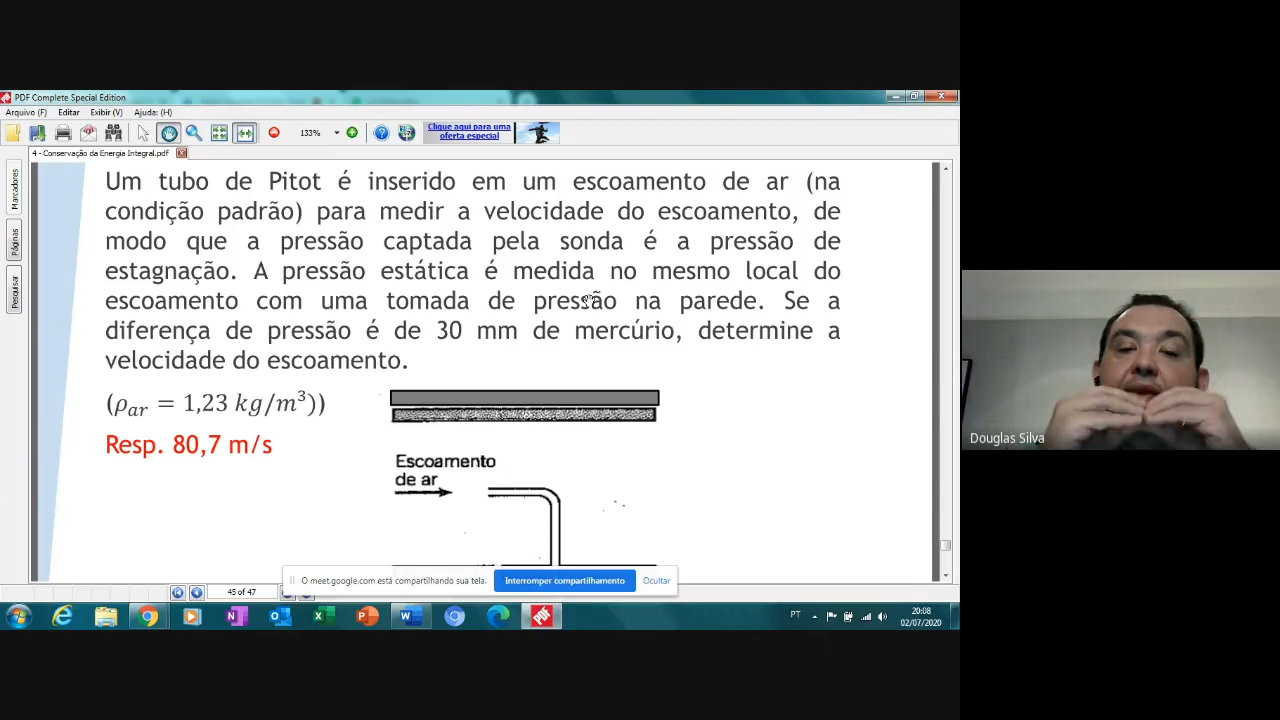 PDF Complete Special Edition
Arquivo (F) Editar Exibir (V) Ajuda: (H)
133%
Clique aqui para uma
oferta especial
4 - Conservação da Energia Integral.pdf
Marcadores
Páginas
Pesquisar
Um tubo de Pitot é inserido em um escoamento de ar (na
condição padrão) para medir a velocidade do escoamento, de
modo que a pressão captada pela sonda é a pressão de
estagnação. A pressão estática é medida no mesmo local do
escoamento com uma tomada de pressão na parede. Se a
diferença de pressão é de 30 mm de mercúrio, determine a
velocidade do escoamento.
(ρ_ar = 1,23 kg/m³))
Resp. 80,7 m/s
Escoamento
de ar
O meet.google.com está compartilhando sua tela.
Interromper compartilhamento
Ocultar
45 of 47
PT
20:08
02/07/2020
Douglas Silva